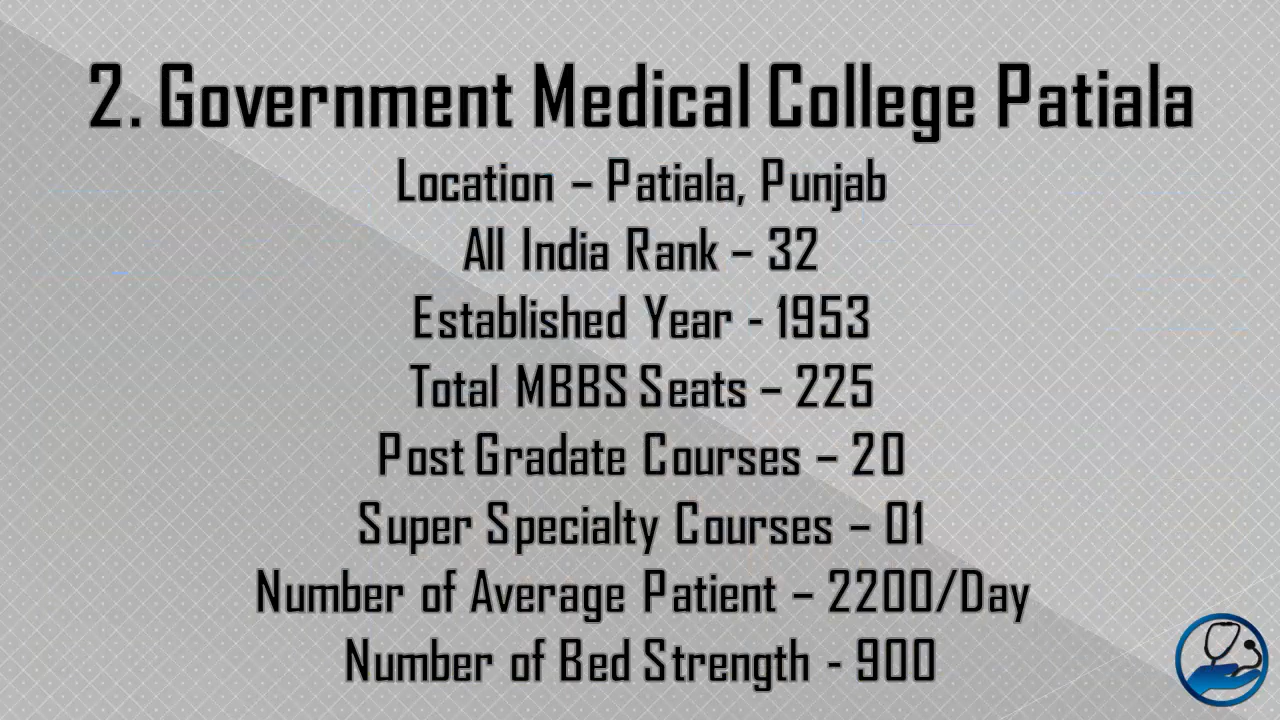 2. Government Medical College Patiala
Location – Patiala, Punjab
All India Rank – 32
Established Year - 1953
Total MBBS Seats – 225
Post Gradate Courses – 20
Super Specialty Courses – 01
Number of Average Patient – 2200/Day
Number of Bed Strength - 900